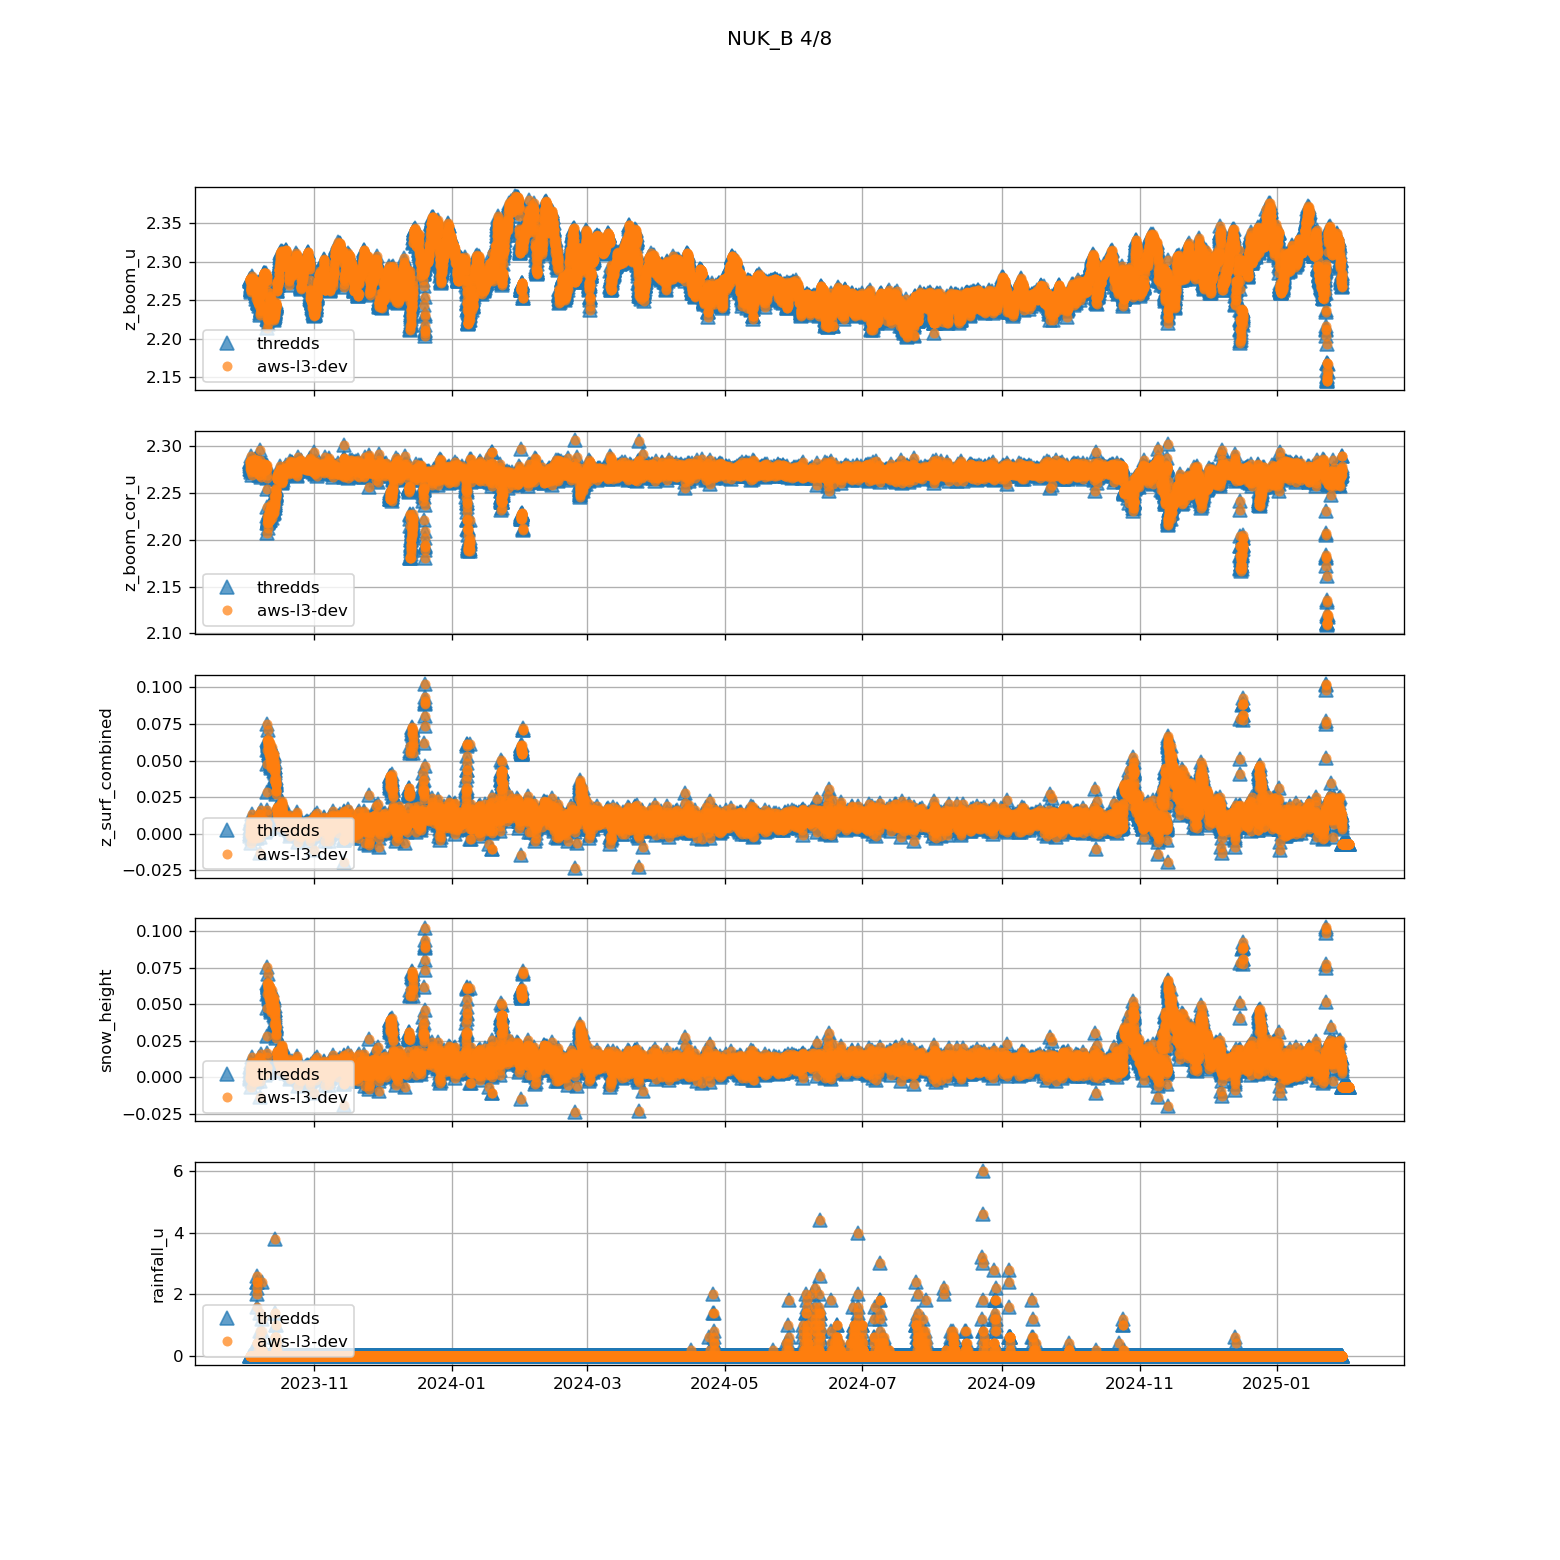 NUK_B 4/8
z_boom_u
2.35
2.30
2.25
2.20
2.15
thredds
aws-l3-dev
z_boom_cor_u
2.30
2.25
2.20
2.15
2.10
thredds
aws-l3-dev
z_surf_combined
0.100
0.075
0.050
0.025
0.000
−0.025
thredds
aws-l3-dev
snow_height
0.100
0.075
0.050
0.025
0.000
−0.025
thredds
aws-l3-dev
rainfall_u
6
4
2
0
thredds
aws-l3-dev
2023-11 2024-01 2024-03 2024-05 2024-07 2024-09 2024-11 2025-01